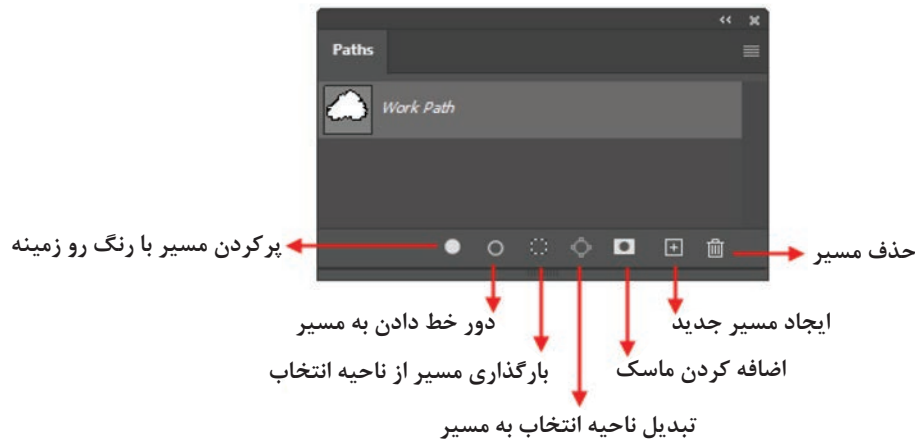 Paths
Work Path
پرکردن مسیر با رنگ رو زمینه
حذف مسیر
دور خط دادن به مسیر
ایجاد مسیر جدید
بارگذاری مسیر از ناحیه انتخاب
اضافه کردن ماسک
تبدیل ناحیه انتخاب به مسیر